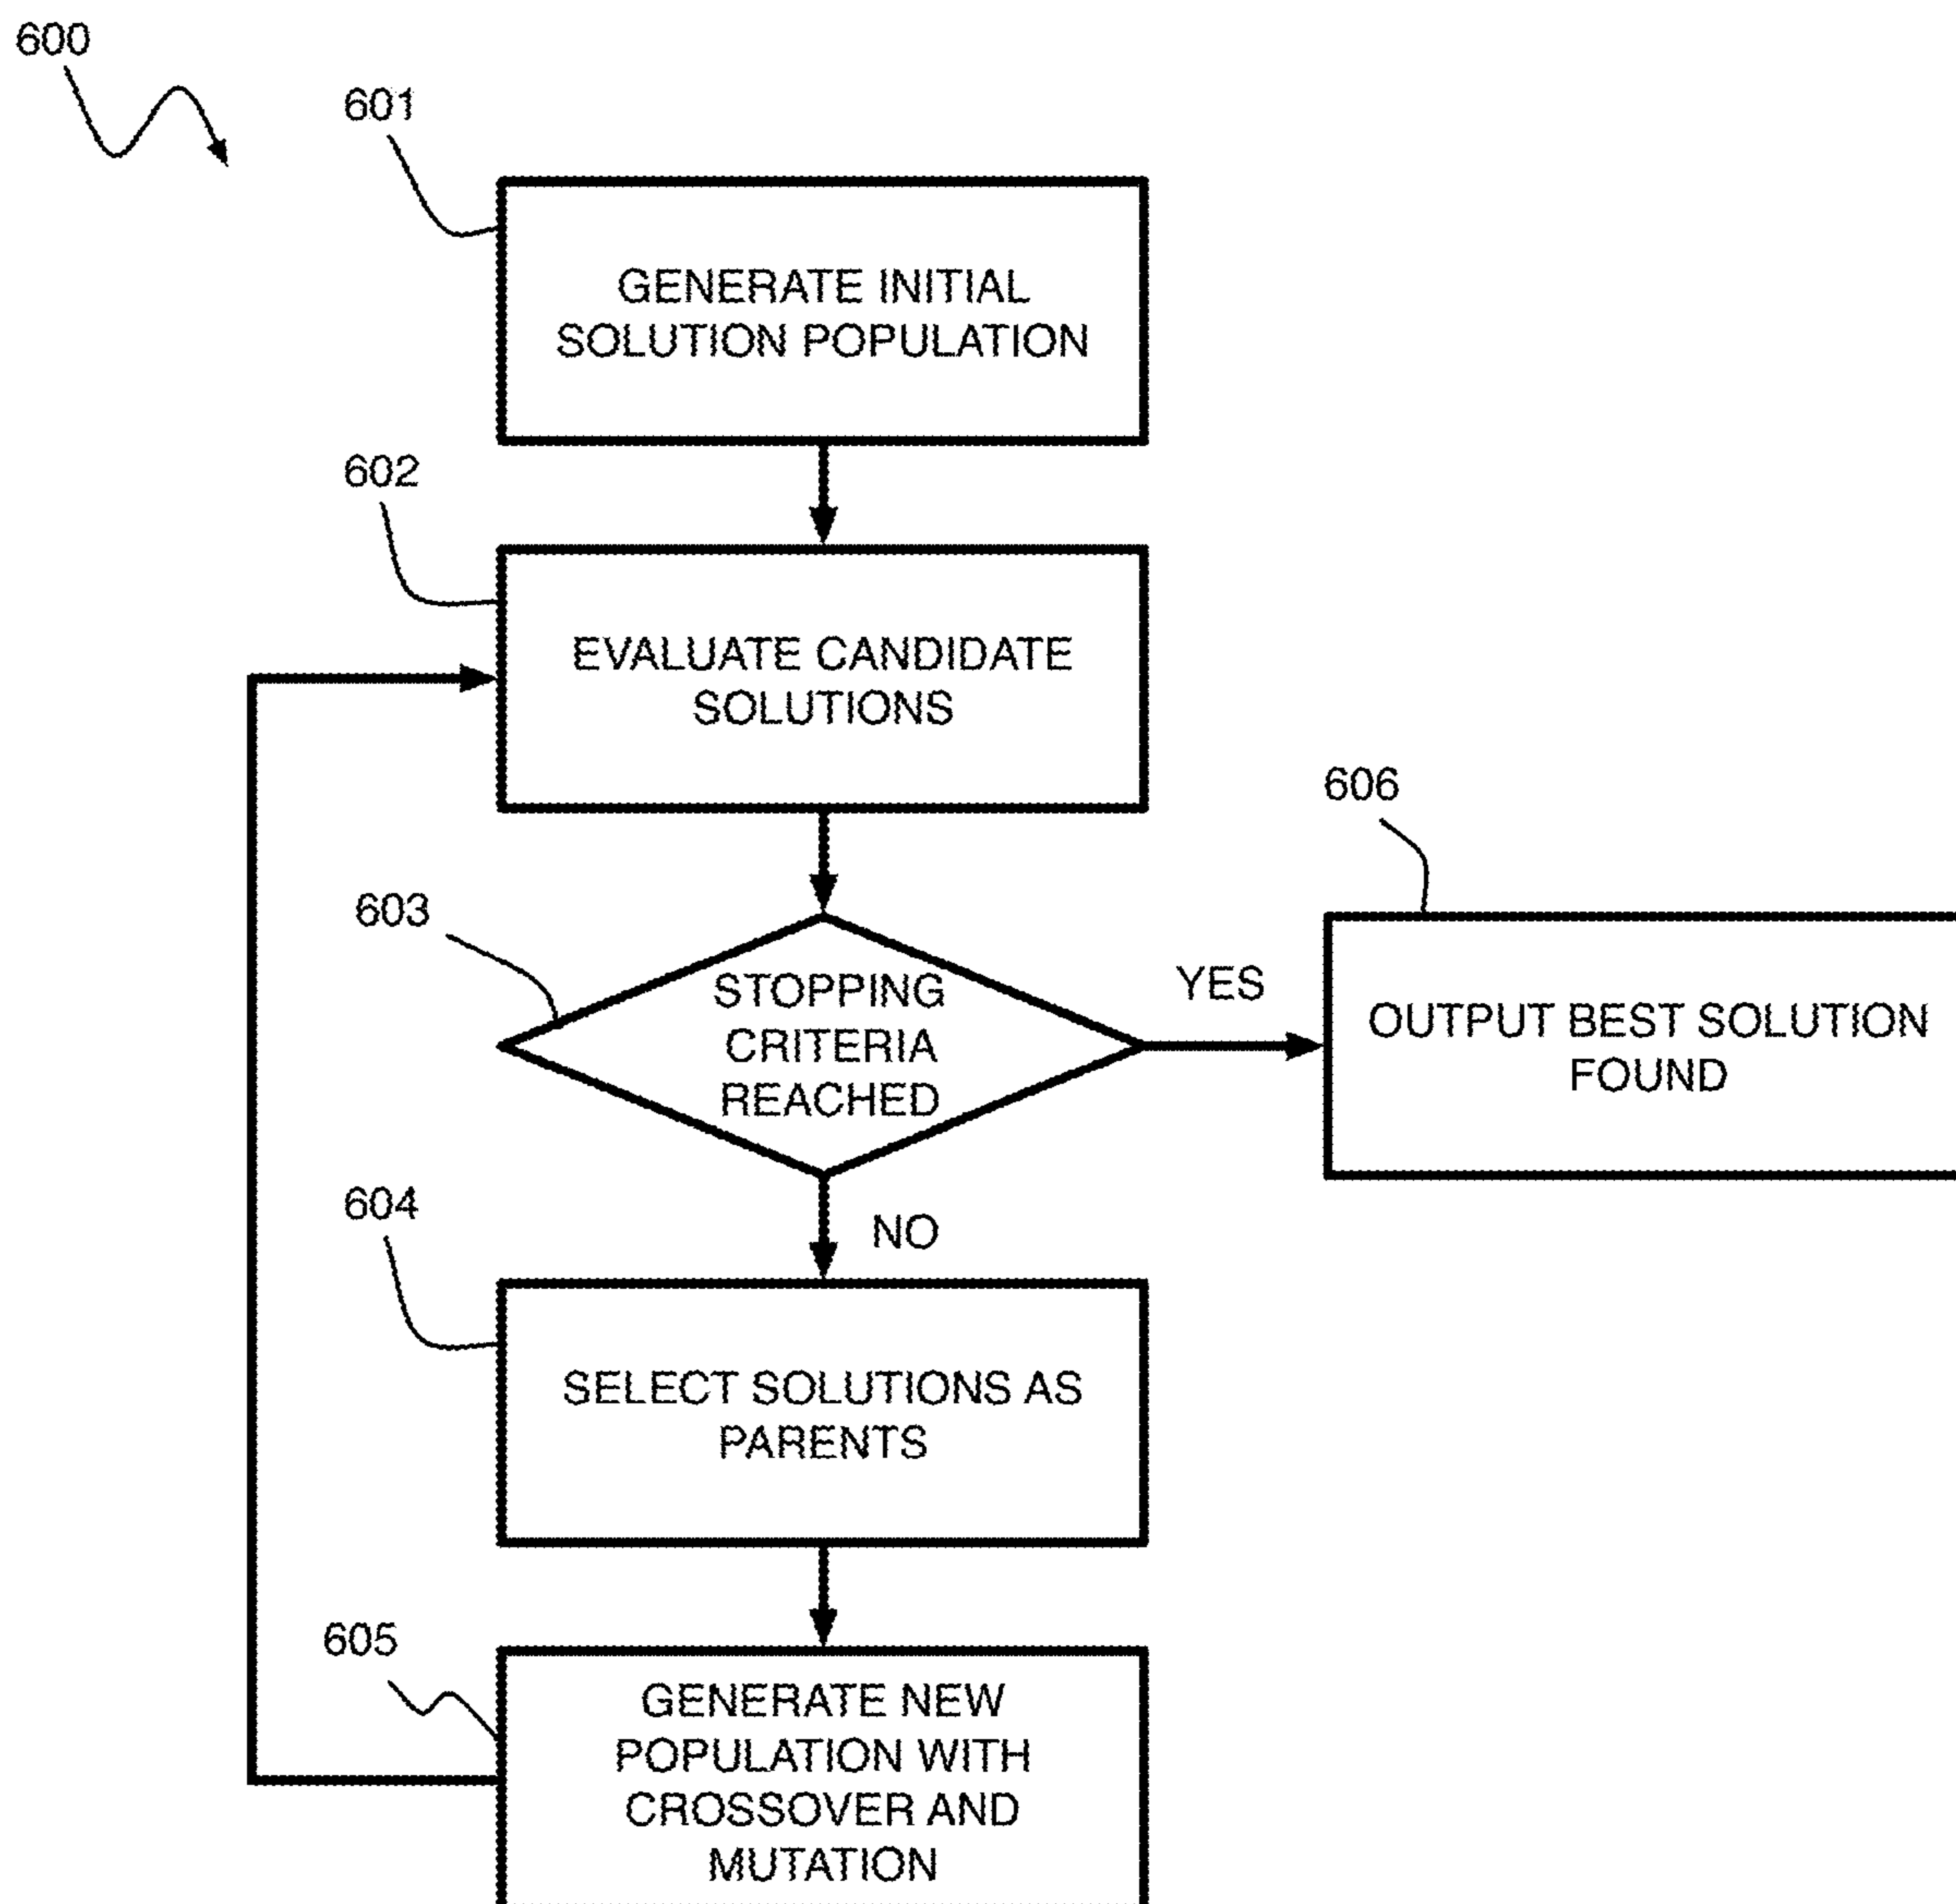 600
601
GENERATE INITIAL
SOLUTION POPULATION
602
EVALUATE CANDIDATE
SOLUTIONS
603
STOPPING
CRITERIA
REACHED
YES
606
OUTPUT BEST SOLUTION
FOUND
NO
604
SELECT SOLUTIONS AS
PARENTS
605
GENERATE NEW
POPULATION WITH
CROSSOVER AND
MUTATION